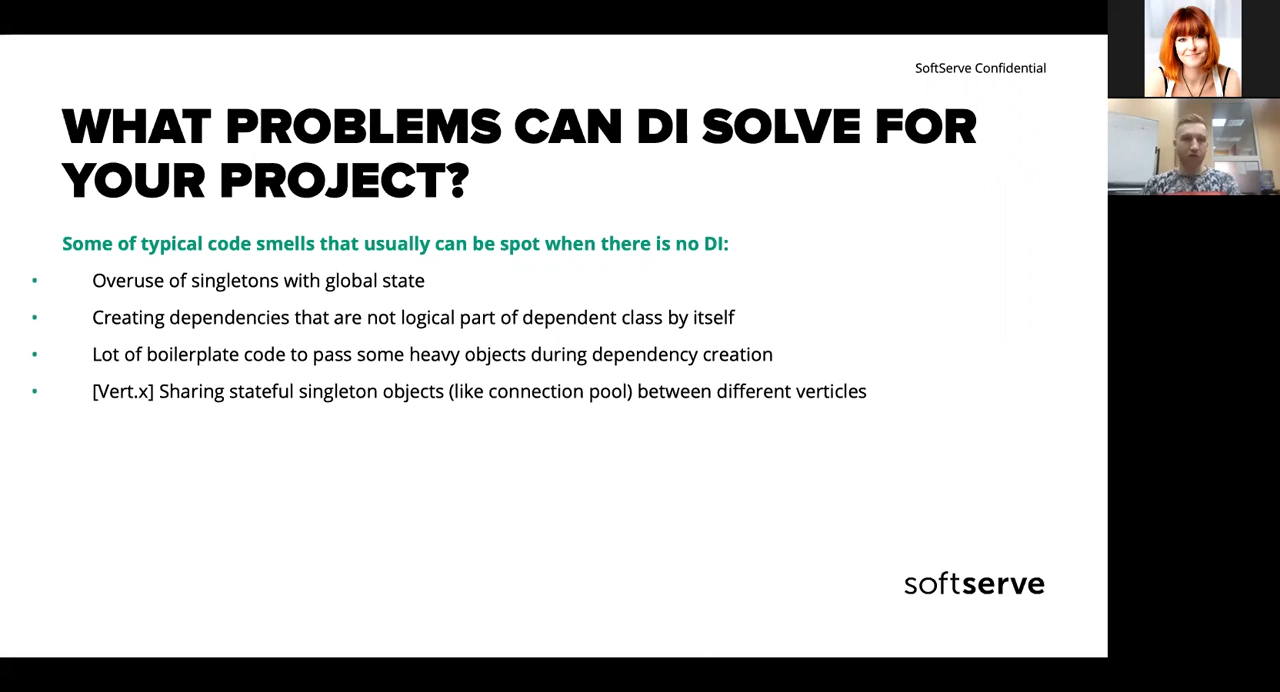 SoftServe Confidential
WHAT PROBLEMS CAN DI SOLVE FOR
YOUR PROJECT?
Some of typical code smells that usually can be spot when there is no DI:
• Overuse of singletons with global state
• Creating dependencies that are not logical part of dependent class by itself
• Lot of boilerplate code to pass some heavy objects during dependency creation
• [Vert.x] Sharing stateful singleton objects (like connection pool) between different verticles
softserve